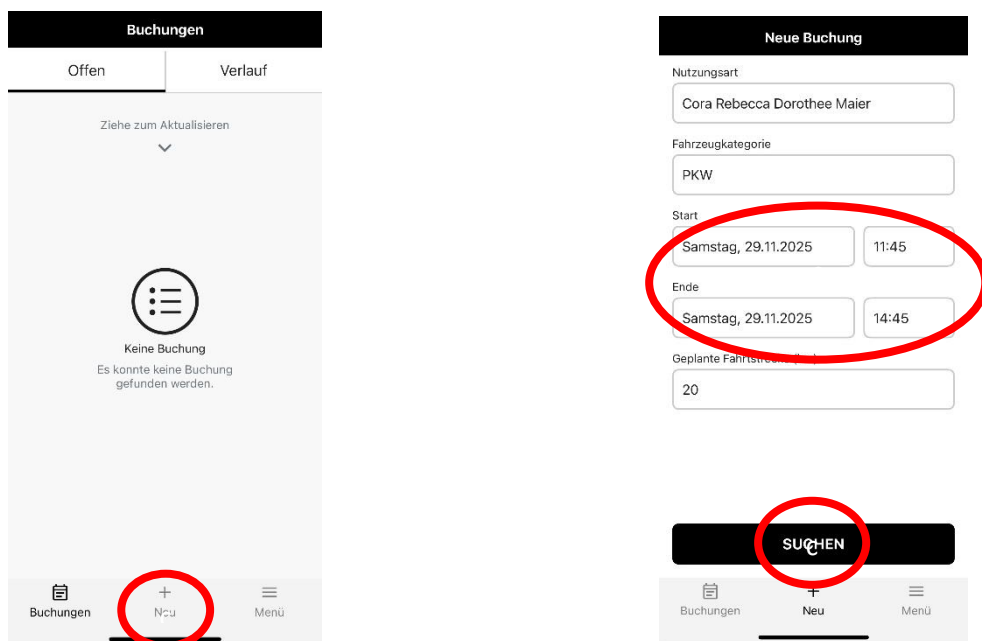 Buchungen
Offen Verlauf
Ziehe zum Aktualisieren
Keine Buchung
Es konnte keine Buchung
gefunden werden.
Buchungen Neu Menü
Neue Buchung
Nutzungsart
Cora Rebecca Dorothee Maier
Fahrzeugkategorie
PKW
Start
Samstag, 29.11.2025 11:45
Ende
Samstag, 29.11.2025 14:45
Geplante
20
SUCHEN
Buchungen Neu Menü